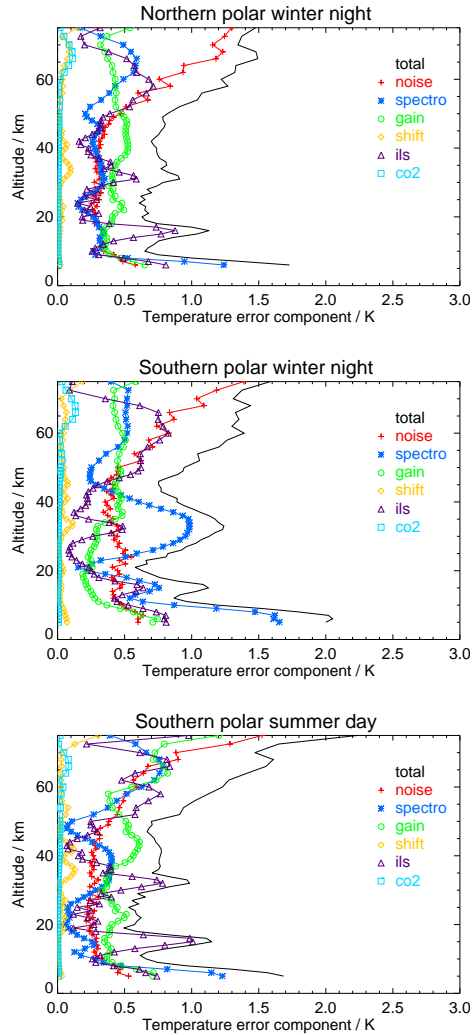 Northern polar winter night
Altitude / km
60
40
20
0
total
noise
spectro
gain
shift
ils
co2
0.0 0.5 1.0 1.5 2.0 2.5 3.0
Temperature error component / K
Southern polar winter night
Altitude / km
60
40
20
0
total
noise
spectro
gain
shift
ils
co2
0.0 0.5 1.0 1.5 2.0 2.5 3.0
Temperature error component / K
Southern polar summer day
Altitude / km
60
40
20
0
total
noise
spectro
gain
shift
ils
co2
0.0 0.5 1.0 1.5 2.0 2.5 3.0
Temperature error component / K